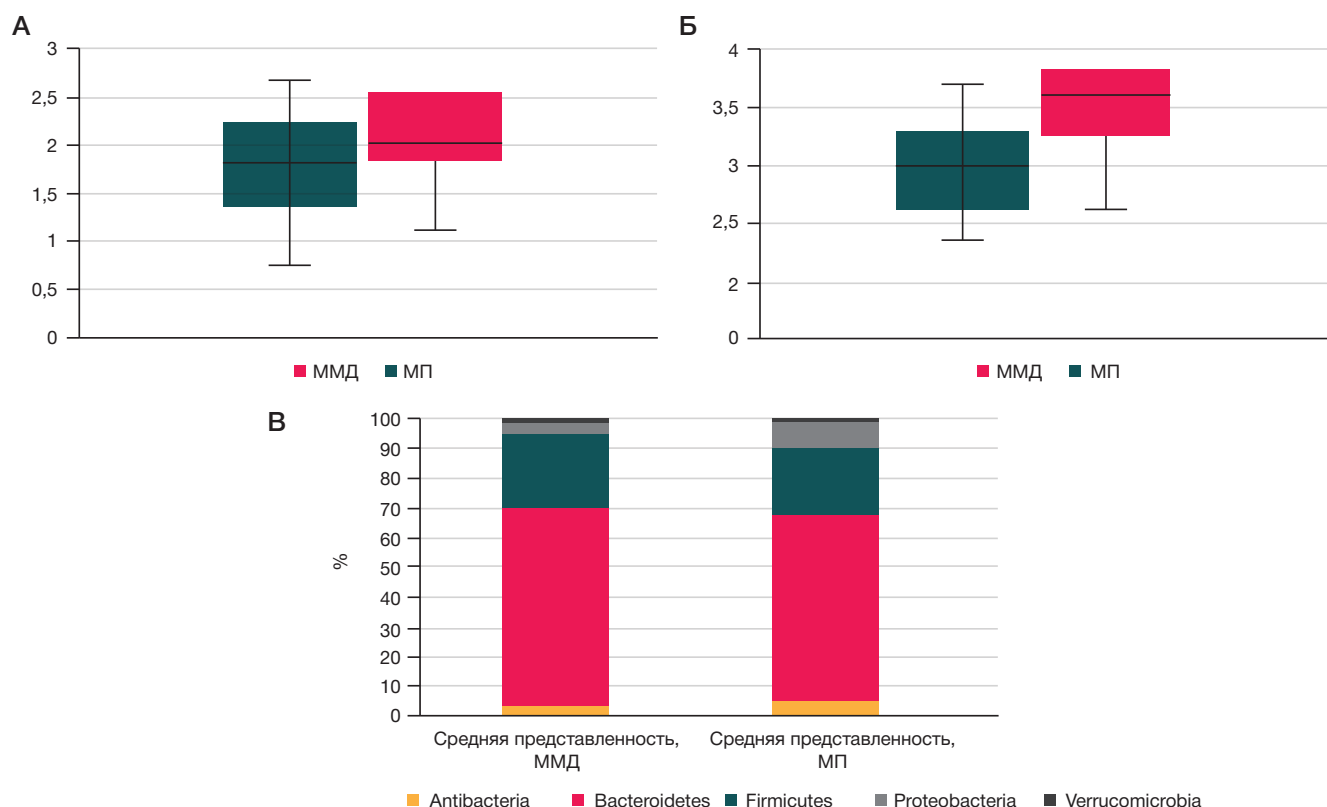 А
3
2,5
2
1,5
1
0,5
0
ММД МП
Б
4
3,5
3
2,5
2
0
ММД МП
В
100
90
80
70
60
50
40
30
20
10
0
%
Средняя представленность,
ММД
Средняя представленность,
МП
Antibacteria Bacteroidetes Firmicutes Proteobacteria Verrucomicrobia